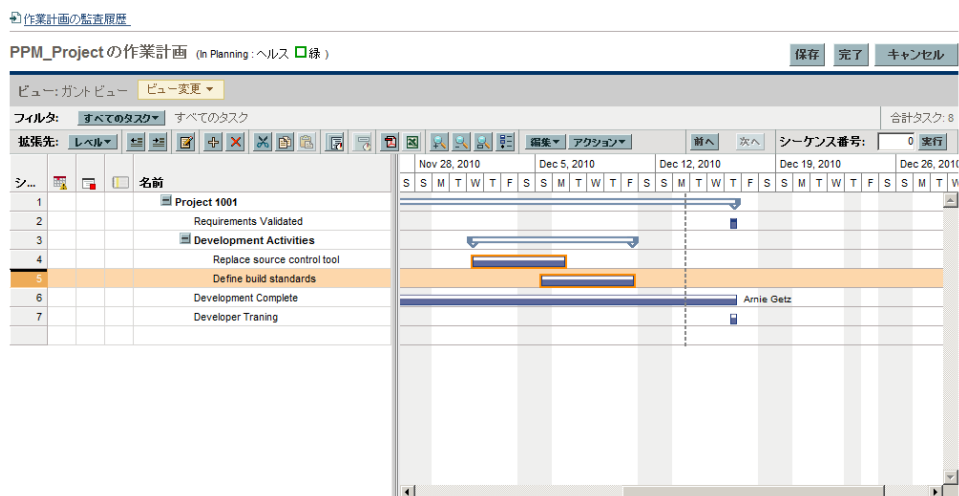 作業計画の監査履歴
PPM_Project の作業計画 (In Planning : ヘルス 緑 )
保存 完了 キャンセル
ビュー: ガントビュー ビュー変更
フィルタ: すべてのタスク すべてのタスク 合計タスク: 8
拡張先: レベル 編集 アクション 前へ 次へ シーケンス番号: 0 実行
Nov 28, 2010 Dec 5, 2010 Dec 12, 2010 Dec 19, 2010 Dec 26, 201
シ... 名前 S S M T W T F S S M T W T F S S M T W T F S S M T W T F S S M T W
1 Project 1001
2 Requirements Validated
3 Development Activities
4 Replace source control tool
5 Define build standards
6 Development Complete Arnie Getz
7 Developer Traning